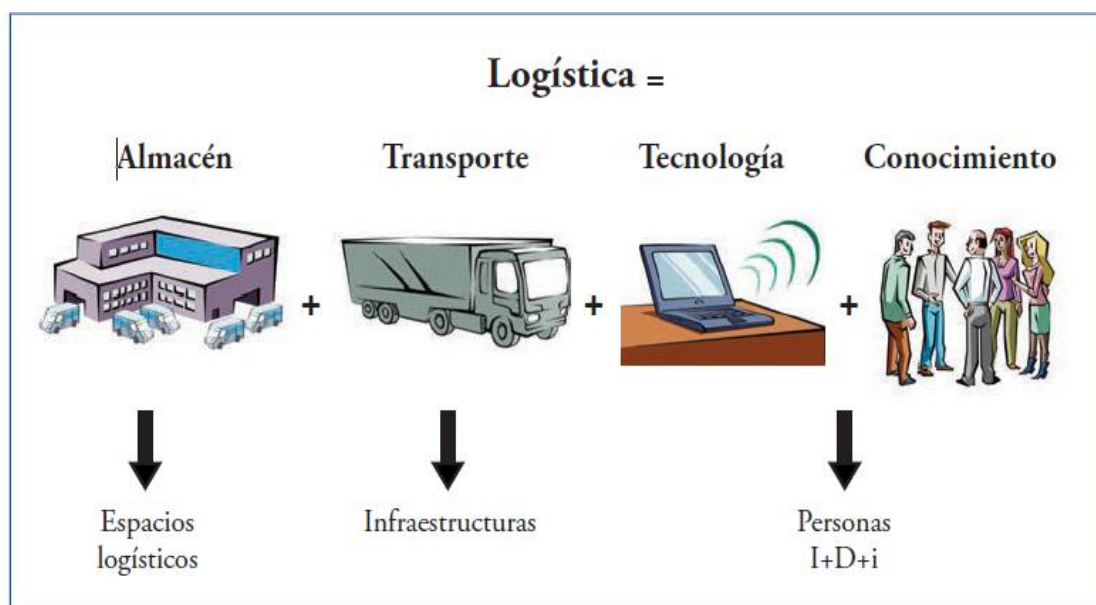 Logística =
Almacén Transporte Tecnología Conocimiento
+ + +
Espacios
logísticos
Infraestructuras
Personas
I+D+i